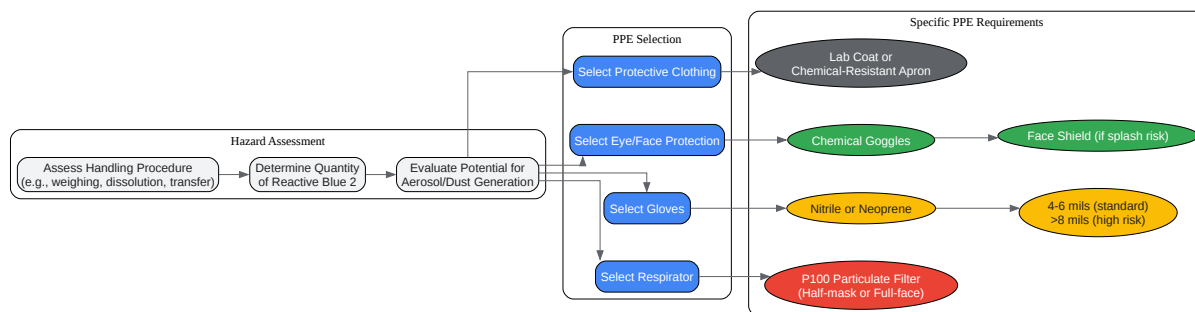 Specific PPE Requirements
PPE Selection
Lab Coat or
Chemical-Resistant Apron
Select Protective Clothing
Hazard Assessment
Select Eye/Face Protection
Chemical Goggles
Face Shield (if splash risk)
Assess Handling Procedure
(e.g., weighing, dissolution, transfer)
Determine Quantity
of Reactive Blue 2
Evaluate Potential for
Aerosol/Dust Generation
Select Gloves
Nitrile or Neoprene
4-6 mils (standard)
>8 mils (high risk)
Select Respirator
P100 Particulate Filter
(Half-mask or Full-face)